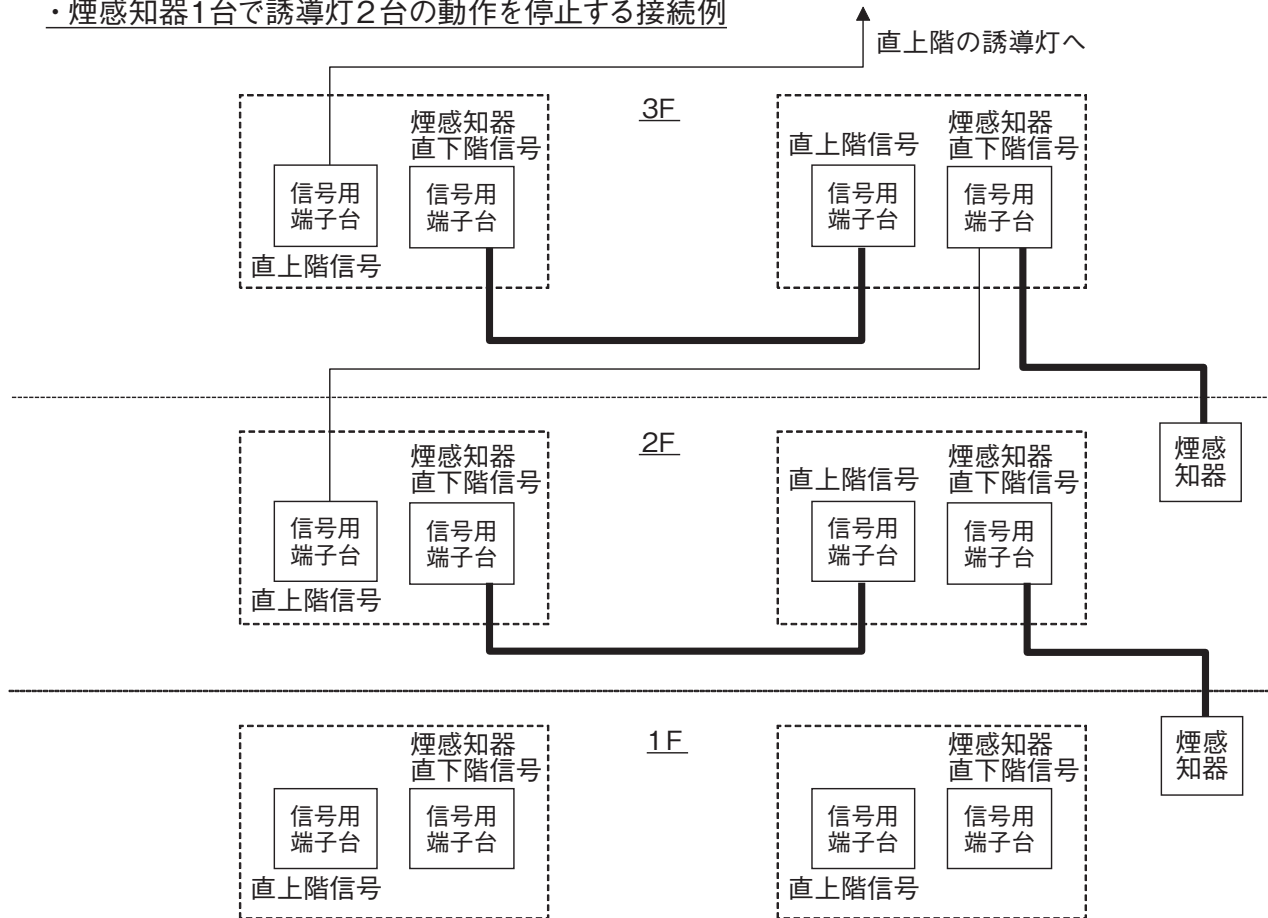 ・煙感知器1台で誘導灯2台の動作を停止する接続例
直上階の誘導灯へ
3F
煙感知器
直下階信号
信号用
端子台
信号用
端子台
直上階信号
直上階信号
煙感知器
直下階信号
信号用
端子台
信号用
端子台
2F
煙感知器
直下階信号
信号用
端子台
信号用
端子台
直上階信号
直上階信号
煙感知器
直下階信号
信号用
端子台
信号用
端子台
煙感
知器
1F
煙感知器
直下階信号
信号用
端子台
信号用
端子台
直上階信号
煙感知器
直下階信号
信号用
端子台
信号用
端子台
直上階信号
煙感
知器